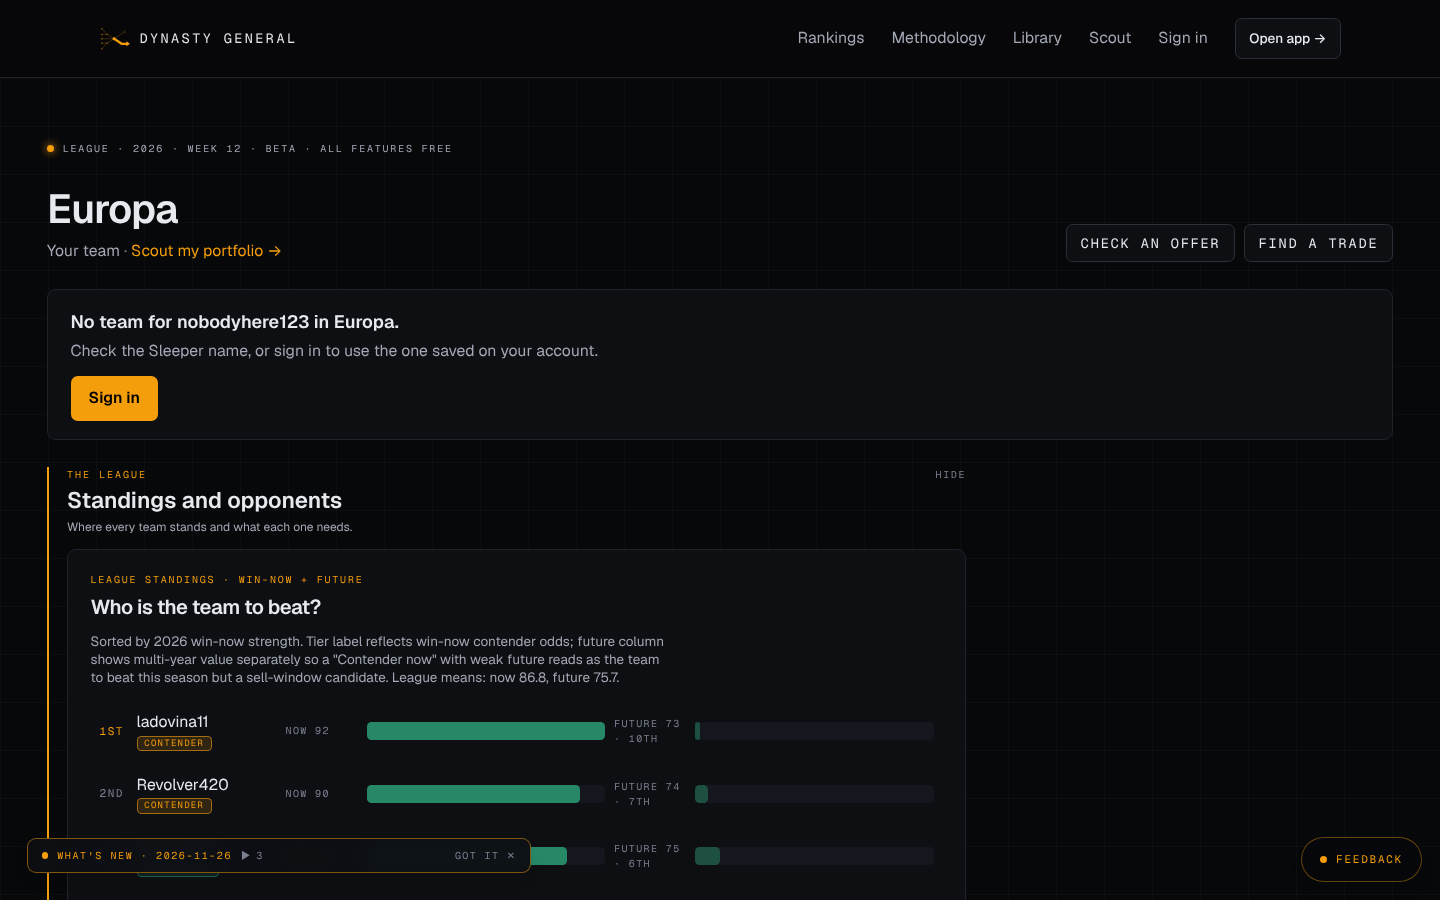 DYNASTY GENERAL
Rankings
Methodology
Library
Scout
Sign in
Open app →
LEAGUE · 2026 · WEEK 12 · BETA · ALL FEATURES FREE
Europa
Your team · Scout my portfolio →
CHECK AN OFFER
FIND A TRADE
No team for nobodyhere123 in Europa.
Check the Sleeper name, or sign in to use the one saved on your account.
Sign in
THE LEAGUE
HIDE
Standings and opponents
Where every team stands and what each one needs.
LEAGUE STANDINGS · WIN-NOW + FUTURE
Who is the team to beat?
Sorted by 2026 win-now strength. Tier label reflects win-now contender odds; future column
shows multi-year value separately so a "Contender now" with weak future reads as the team
to beat this season but a sell-window candidate. League means: now 86.8, future 75.7.
1ST
ladovina11
CONTENDER
NOW 92
FUTURE 73
· 10TH
2ND
Revolver420
CONTENDER
NOW 90
FUTURE 74
· 7TH
FUTURE 75
· 6TH
WHAT'S NEW · 2026-11-26 ▶ 3
GOT IT ×
FEEDBACK